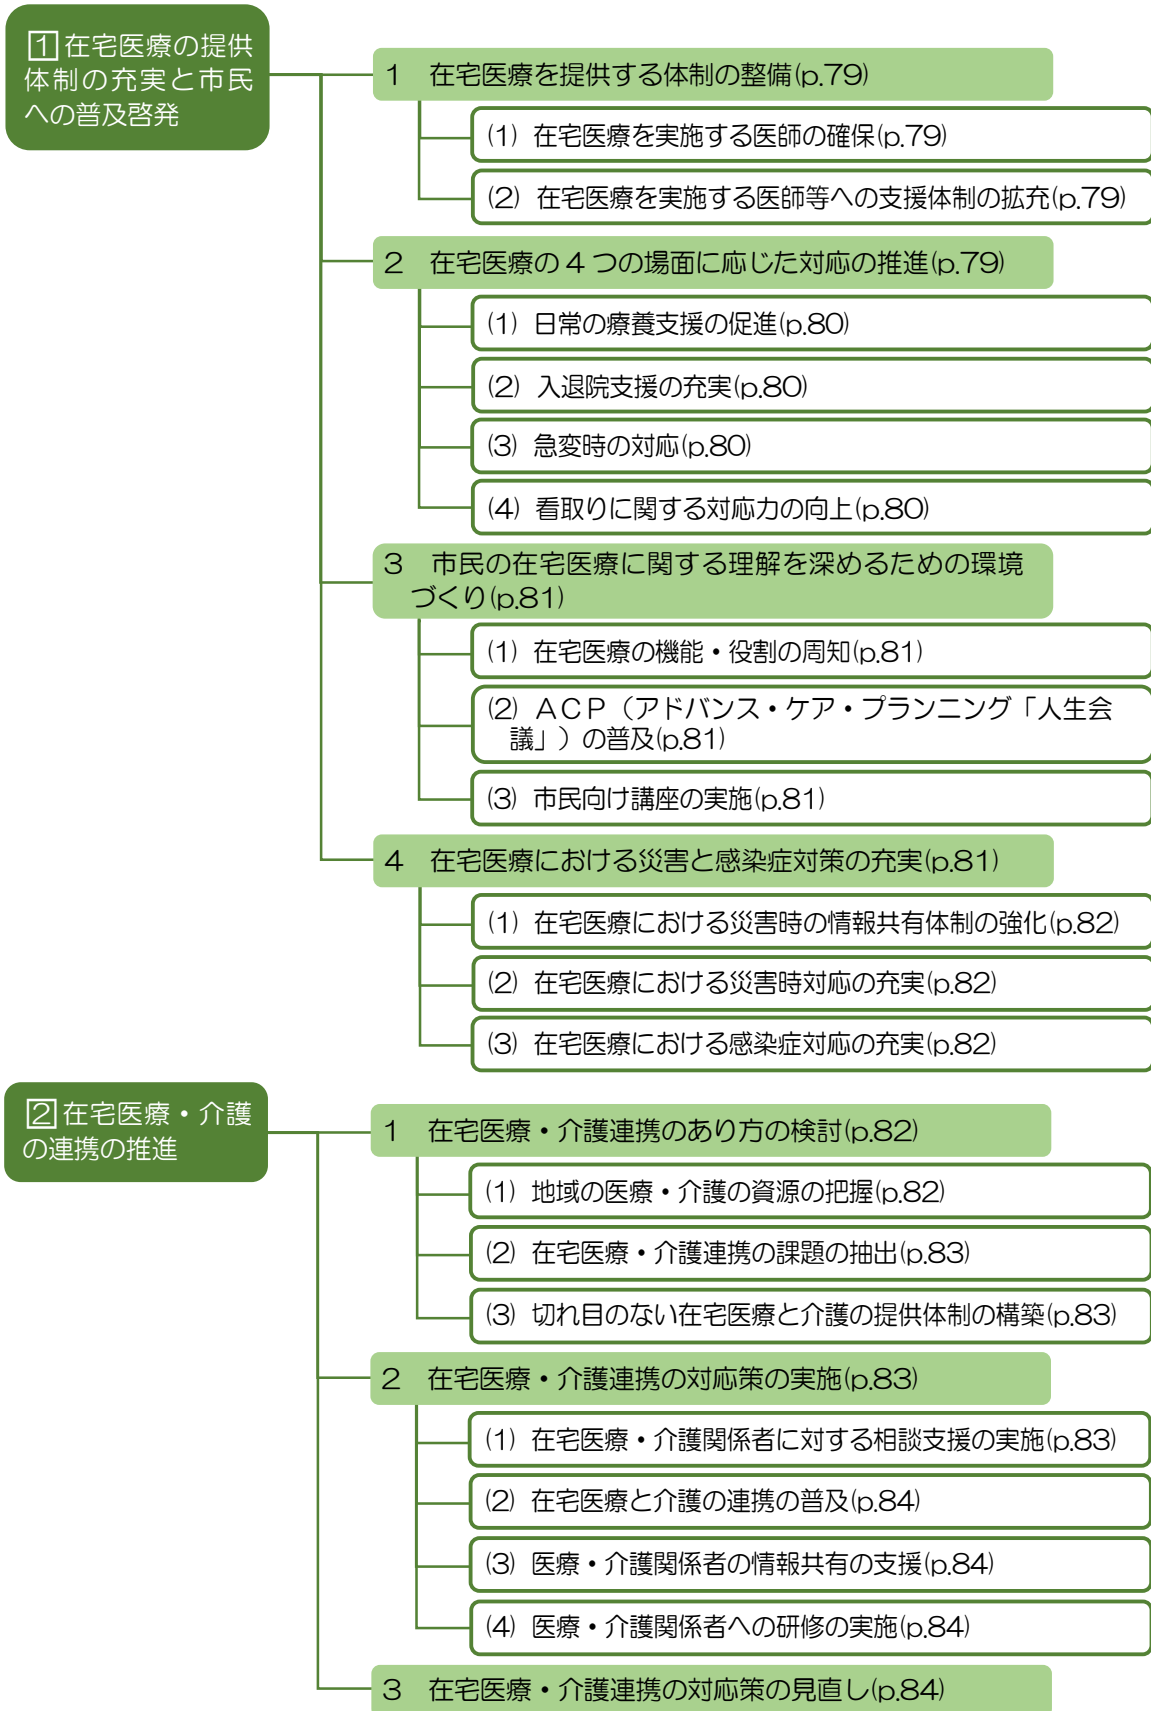 1 在宅医療の提供
体制の充実と市民
への普及啓発
１　在宅医療を提供する体制の整備(p.79)
(1) 在宅医療を実施する医師の確保(p.79)
(2) 在宅医療を実施する医師等への支援体制の拡充(p.79)
２　在宅医療の４つの場面に応じた対応の推進(p.79)
(1) 日常の療養支援の促進(p.80)
(2) 入退院支援の充実(p.80)
(3) 急変時の対応(p.80)
(4) 看取りに関する対応力の向上(p.80)
３　市民の在宅医療に関する理解を深めるための環境
づくり(p.81)
(1) 在宅医療の機能・役割の周知(p.81)
(2) ＡＣＰ（アドバンス・ケア・プランニング「人生会
議」）の普及(p.81)
(3) 市民向け講座の実施(p.81)
４　在宅医療における災害と感染症対策の充実(p.81)
(1) 在宅医療における災害時の情報共有体制の強化(p.82)
(2) 在宅医療における災害時対応の充実(p.82)
(3) 在宅医療における感染症対応の充実(p.82)
2 在宅医療・介護
の連携の推進
１　在宅医療・介護連携のあり方の検討(p.82)
(1) 地域の医療・介護の資源の把握(p.82)
(2) 在宅医療・介護連携の課題の抽出(p.83)
(3) 切れ目のない在宅医療と介護の提供体制の構築(p.83)
２　在宅医療・介護連携の対応策の実施(p.83)
(1) 在宅医療・介護関係者に対する相談支援の実施(p.83)
(2) 在宅医療と介護の連携の普及(p.84)
(3) 医療・介護関係者の情報共有の支援(p.84)
(4) 医療・介護関係者への研修の実施(p.84)
３　在宅医療・介護連携の対応策の見直し(p.84)